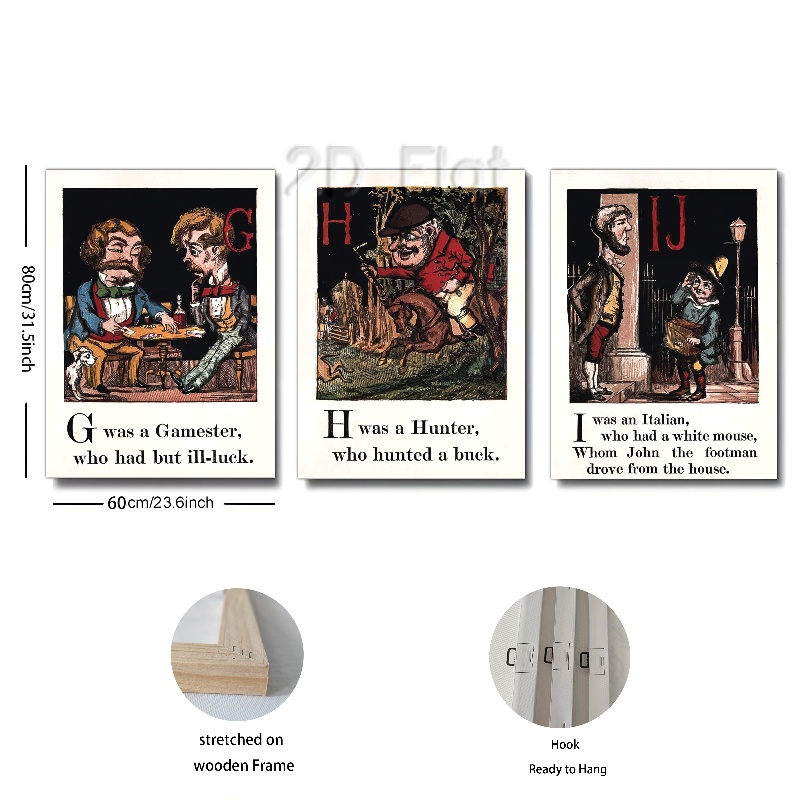 2D Flat
G
H
IJ
80cm/31.5inch
G was a Gamester,
who had but ill-luck.
H was a Hunter,
who hunted a buck.
I was an Italian,
who had a white mouse,
Whom John the footman
drove from the house.
60cm/23.6inch
stretched on
wooden Frame
Hook
Ready to Hang